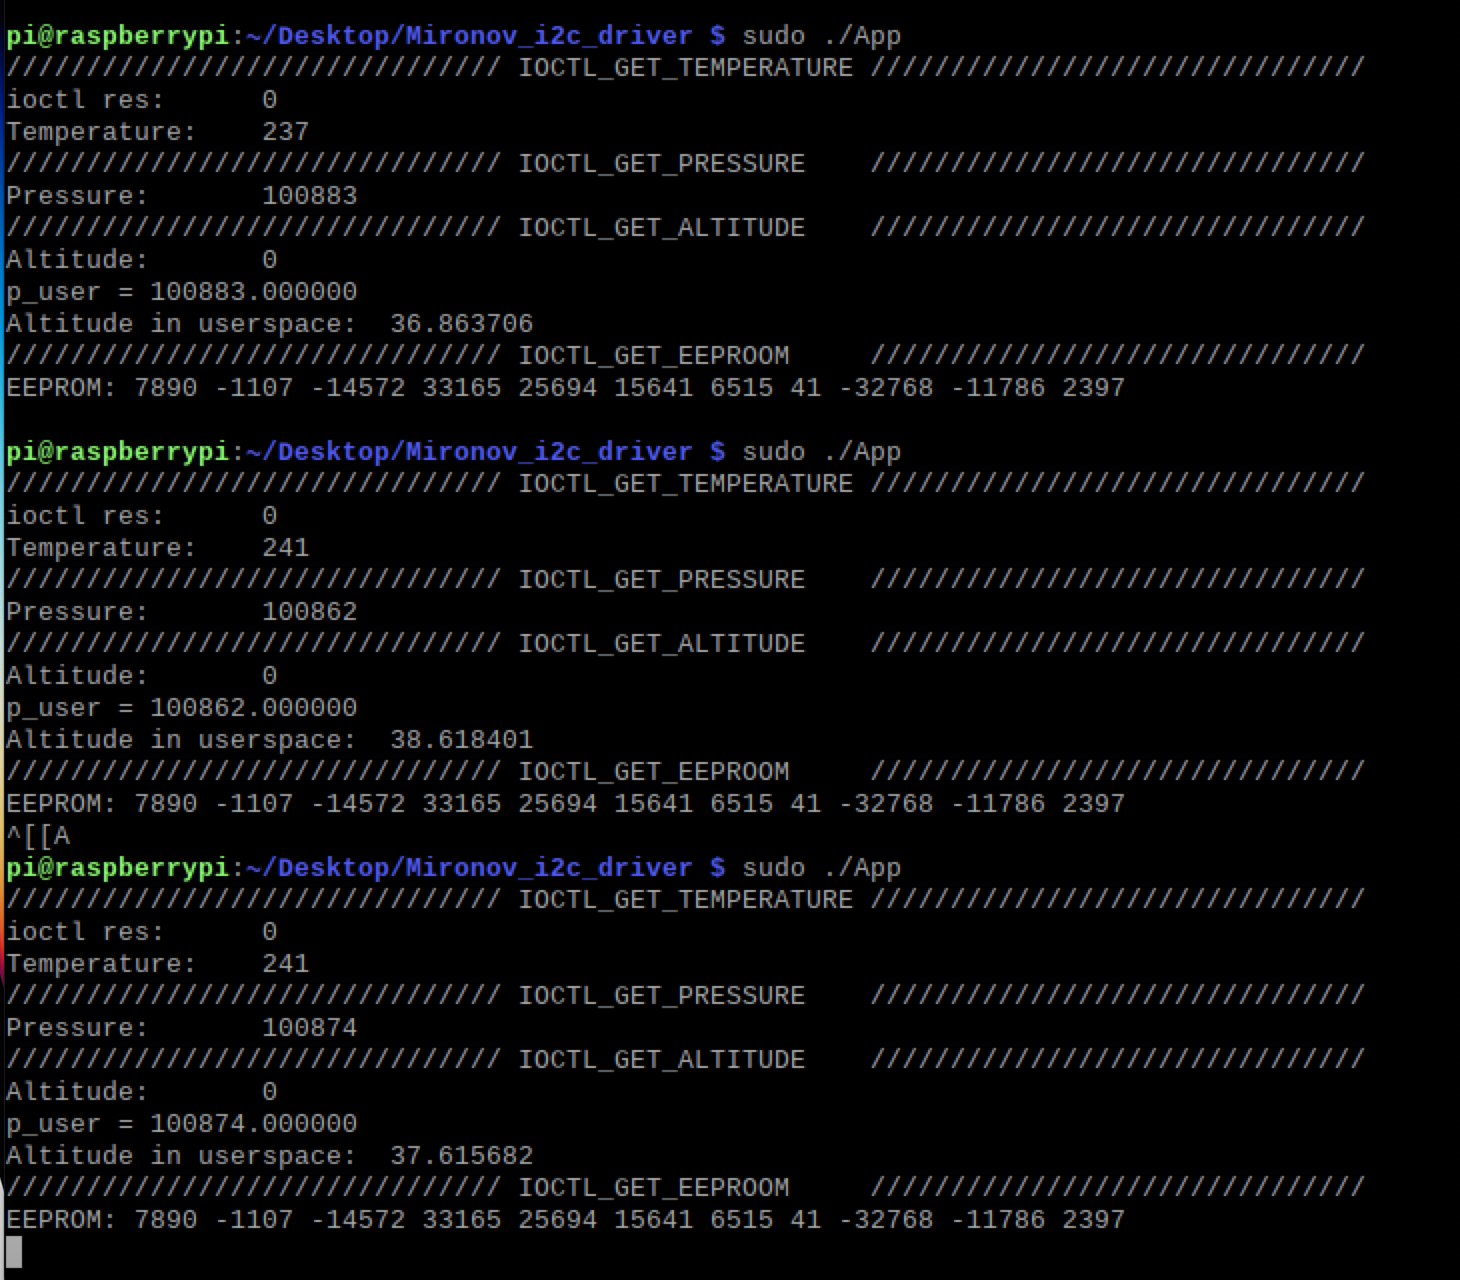 pi@raspberrypi:~/Desktop/Mironov_i2c_driver $ sudo ./App
/////////////////////////////// IOCTL_GET_TEMPERATURE ///////////////////////////////
ioctl res:      0
Temperature:    237
/////////////////////////////// IOCTL_GET_PRESSURE    ///////////////////////////////
Pressure:       100883
/////////////////////////////// IOCTL_GET_ALTITUDE    ///////////////////////////////
Altitude:       0
p_user = 100883.000000
Altitude in userspace:  36.863706
/////////////////////////////// IOCTL_GET_EEPROOM     ///////////////////////////////
EEPROM: 7890 -1107 -14572 33165 25694 15641 6515 41 -32768 -11786 2397
pi@raspberrypi:~/Desktop/Mironov_i2c_driver $ sudo ./App
/////////////////////////////// IOCTL_GET_TEMPERATURE ///////////////////////////////
ioctl res:      0
Temperature:    241
/////////////////////////////// IOCTL_GET_PRESSURE    ///////////////////////////////
Pressure:       100862
/////////////////////////////// IOCTL_GET_ALTITUDE    ///////////////////////////////
Altitude:       0
p_user = 100862.000000
Altitude in userspace:  38.618401
/////////////////////////////// IOCTL_GET_EEPROOM     ///////////////////////////////
EEPROM: 7890 -1107 -14572 33165 25694 15641 6515 41 -32768 -11786 2397
^[[A
pi@raspberrypi:~/Desktop/Mironov_i2c_driver $ sudo ./App
/////////////////////////////// IOCTL_GET_TEMPERATURE ///////////////////////////////
ioctl res:      0
Temperature:    241
/////////////////////////////// IOCTL_GET_PRESSURE    ///////////////////////////////
Pressure:       100874
/////////////////////////////// IOCTL_GET_ALTITUDE    ///////////////////////////////
Altitude:       0
p_user = 100874.000000
Altitude in userspace:  37.615682
/////////////////////////////// IOCTL_GET_EEPROOM     ///////////////////////////////
EEPROM: 7890 -1107 -14572 33165 25694 15641 6515 41 -32768 -11786 2397